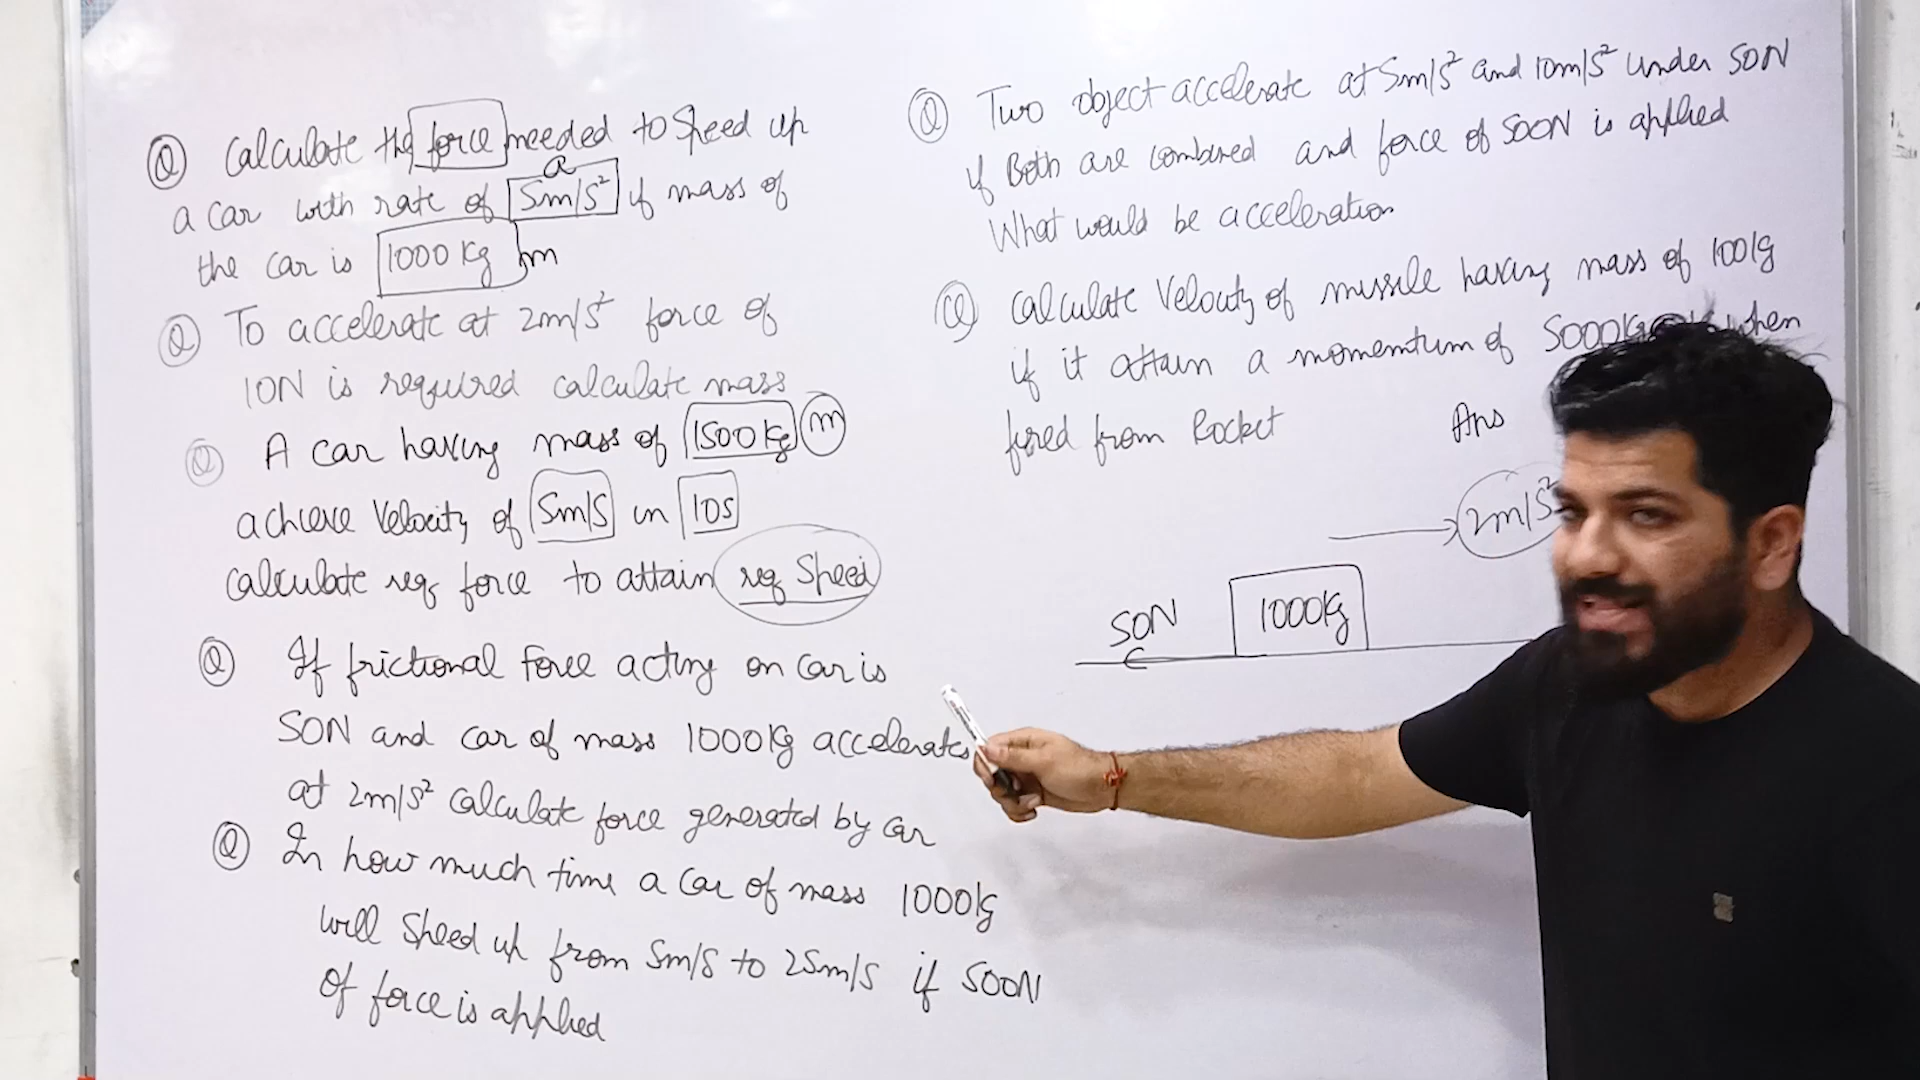 Q Calculate the force needed to Speed up
a
a car with rate of 5m/s² if mass of
the car is 1000 Kg m
Q To accelerate at 2m/s² force of
10N is required calculate mass
Q A car having mass of 1500 Kg m
achieve Velocity of 5m/s in 10s
calculate req force to attain req Speed
Q If frictional Force acting on car is
50N and car of mass 1000kg accelerates
at 2m/s² calculate force generated by car
Q In how much time a car of mass 1000kg
will Speed up from 5m/s to 25m/s if 500N
of force is applied
Q Two object accelerate at 5m/s² and 10m/s² under 50N
if Both are combined and force of 500N is applied
What would be acceleration
Q Calculate Velocity of missile having mass of 100kg
if it attain a momentum of when
fired from Rocket
Ans
2m/s²
50N
1000kg